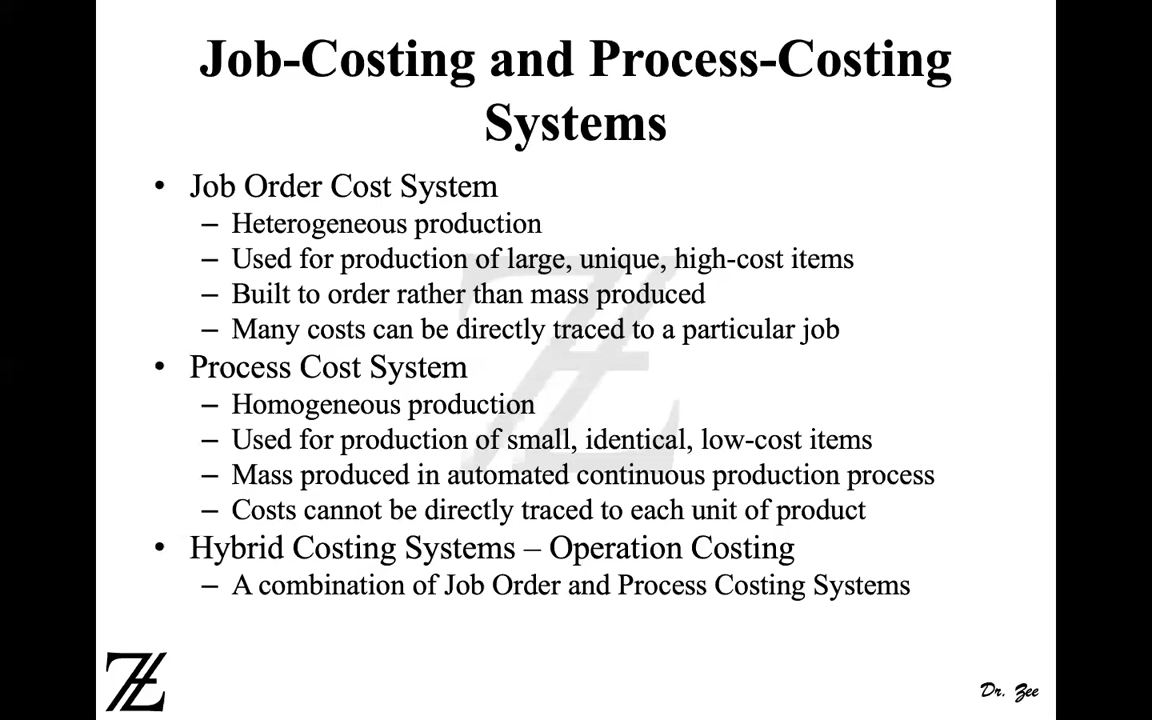 Job-Costing and Process-Costing
Systems
• Job Order Cost System
– Heterogeneous production
– Used for production of large, unique, high-cost items
– Built to order rather than mass produced
– Many costs can be directly traced to a particular job
• Process Cost System
– Homogeneous production
– Used for production of small, identical, low-cost items
– Mass produced in automated continuous production process
– Costs cannot be directly traced to each unit of product
• Hybrid Costing Systems – Operation Costing
– A combination of Job Order and Process Costing Systems
Dr. Zee